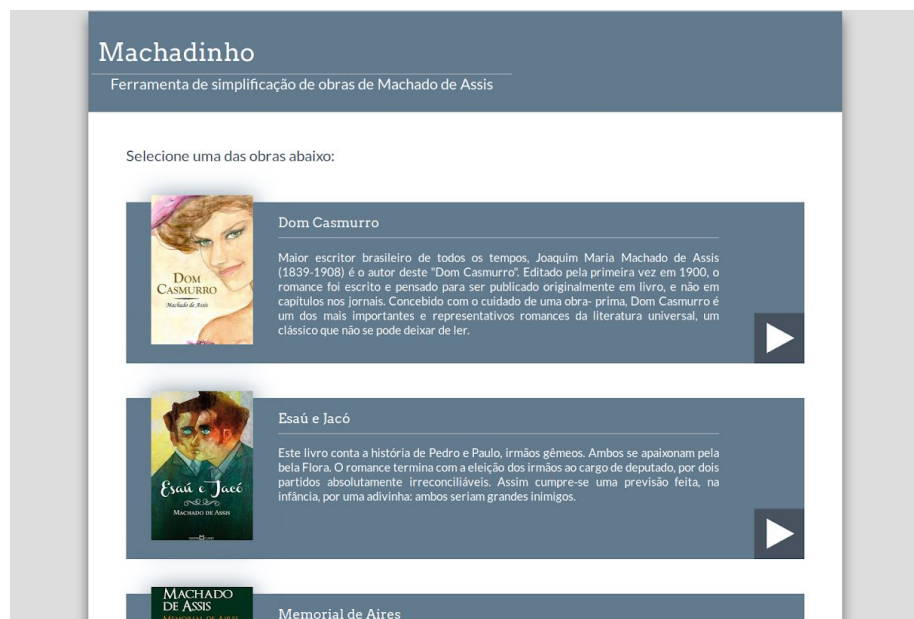 Machadinho
Ferramenta de simplificação de obras de Machado de Assis
Selecione uma das obras abaixo:
DOM
CASMURRO
Machado de Assis
Dom Casmurro
Maior escritor brasileiro de todos os tempos, Joaquim Maria Machado de Assis
(1839-1908) é o autor deste "Dom Casmurro". Editado pela primeira vez em 1900, o
romance foi escrito e pensado para ser publicado originalmente em livro, e não em
capítulos nos jornais. Concebido com o cuidado de uma obra- prima, Dom Casmurro é
um dos mais importantes e representativos romances da literatura universal, um
clássico que não se pode deixar de ler.
Esaú e Jacó
MACHADO DE ASSIS
Esaú e Jacó
Este livro conta a história de Pedro e Paulo, irmãos gêmeos. Ambos se apaixonam pela
bela Flora. O romance termina com a eleição dos irmãos ao cargo de deputado, por dois
partidos absolutamente irreconciliáveis. Assim cumpre-se uma previsão feita, na
infância, por uma adivinha: ambos seriam grandes inimigos.
MACHADO
DE ASSIS
MEMORIAL DE AIRES
Memorial de Aires